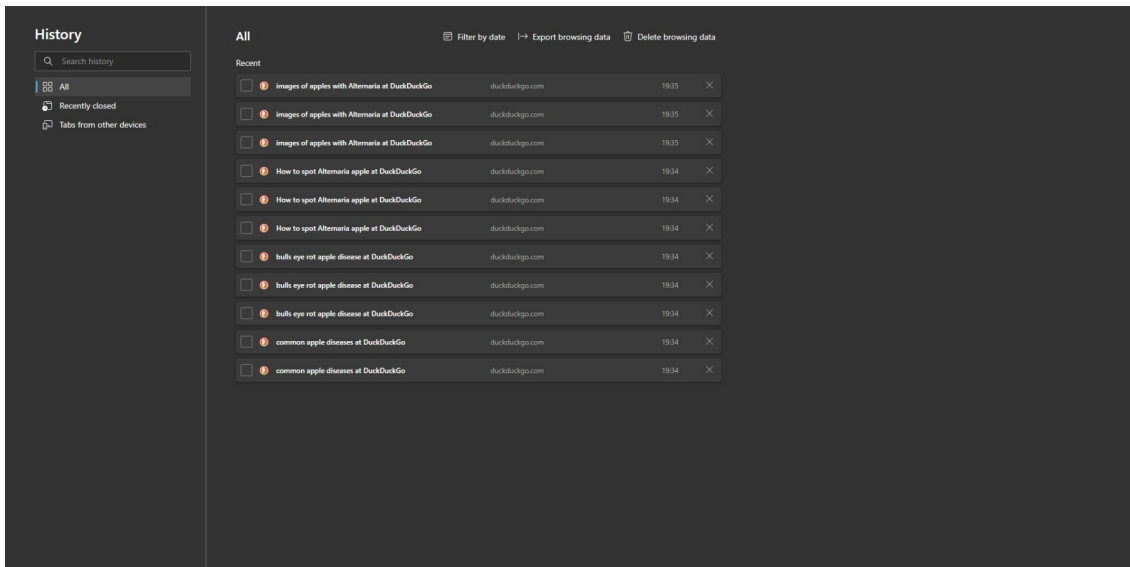 History
Search history
All
Recently closed
Tabs from other devices
All Filter by date Export browsing data Delete browsing data
Recent
images of apples with Alternaria at DuckDuckGo duckduckgo.com 19:35
images of apples with Alternaria at DuckDuckGo duckduckgo.com 19:35
images of apples with Alternaria at DuckDuckGo duckduckgo.com 19:35
How to spot Alternaria apple at DuckDuckGo duckduckgo.com 19:34
How to spot Alternaria apple at DuckDuckGo duckduckgo.com 19:34
How to spot Alternaria apple at DuckDuckGo duckduckgo.com 19:34
bulls eye rot apple disease at DuckDuckGo duckduckgo.com 19:34
bulls eye rot apple disease at DuckDuckGo duckduckgo.com 19:34
bulls eye rot apple disease at DuckDuckGo duckduckgo.com 19:34
common apple diseases at DuckDuckGo duckduckgo.com 19:34
common apple diseases at DuckDuckGo duckduckgo.com 19:34